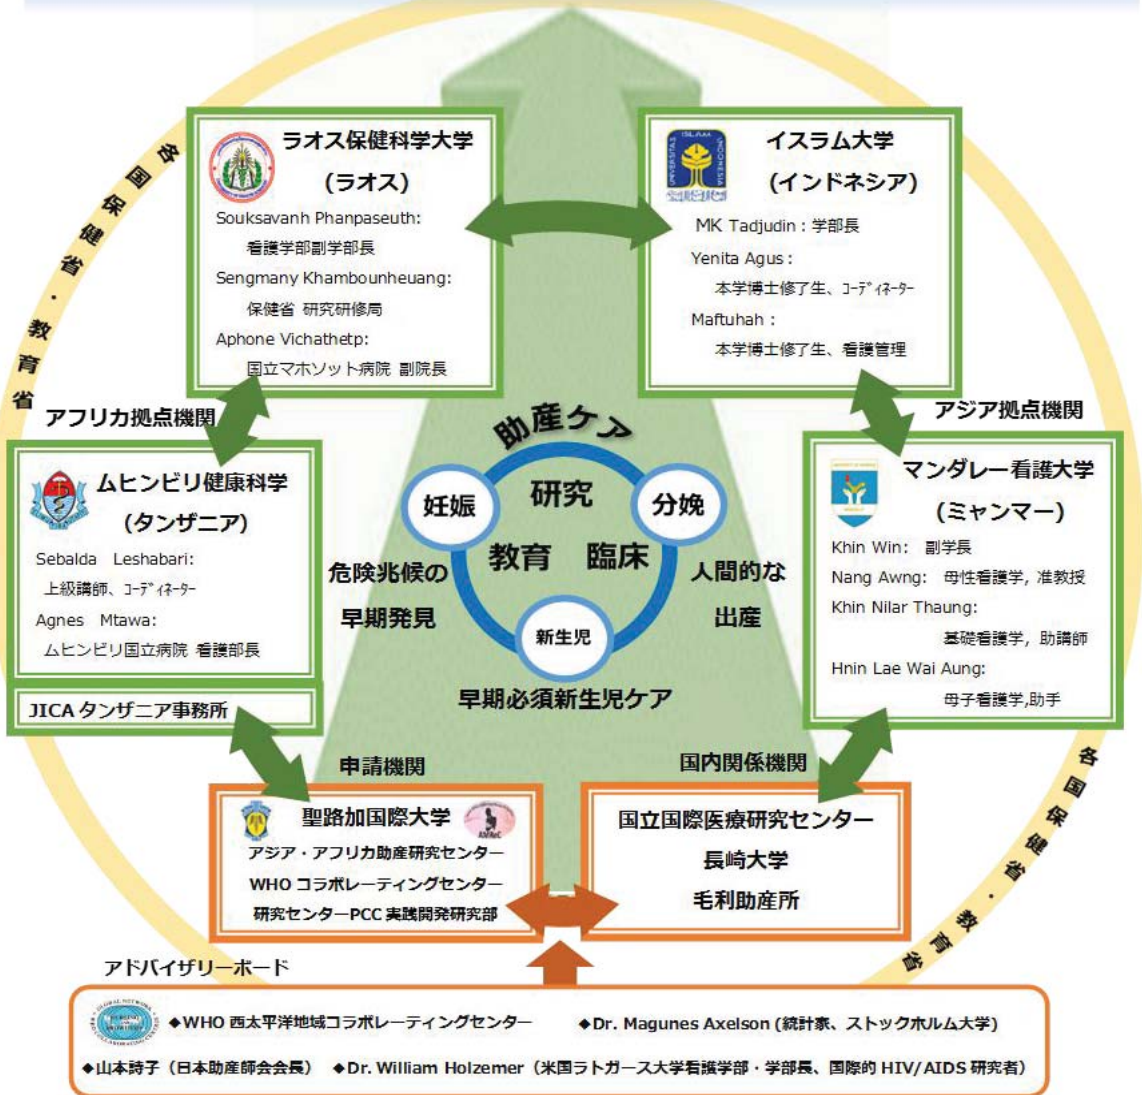 各国保健省・教育省
ラオス保健科学大学
(ラオス)
Souksavanh Phanpaseuth:
看護学部副学部長
Sengmany Khambounheuang:
保健省 研究研修局
Aphone Vichathetp:
国立マホソット病院 副院長
イスラム大学
(インドネシア)
MK Tadjudin : 学部長
Yenita Agus :
本学博士修了生、コーディネーター
Maftuhah :
本学博士修了生、看護管理
アフリカ拠点機関
ムヒンビリ健康科学
(タンザニア)
Sebalda Leshabari:
上級講師、コーディネーター
Agnes Mtawa:
ムヒンビリ国立病院 看護部長
JICA タンザニア事務所
助産ケア
妊娠
研究
分娩
教育 臨床
新生児
危険兆候の
早期発見
人間的な
出産
早期必須新生児ケア
アジア拠点機関
マンダレー看護大学
(ミャンマー)
Khin Win: 副学長
Nang Awng: 母性看護学, 准教授
Khin Nilar Thaung:
基礎看護学, 助講師
Hnin Lae Wai Aung:
母子看護学,助手
申請機関
聖路加国際大学
アジア・アフリカ助産研究センター
WHO コラボレーティングセンター
研究センターPCC 実践開発研究部
国内関係機関
国立国際医療研究センター
長崎大学
毛利助産所
各国保健省・教育省
アドバイザリーボード
◆WHO 西太平洋地域コラボレーティングセンター ◆Dr. Magunes Axelson (統計家、ストックホルム大学)
◆山本詩子（日本助産師会会長） ◆Dr. William Holzemer（米国ラトガース大学看護学部・学部長、国際的 HIV/AIDS 研究者）